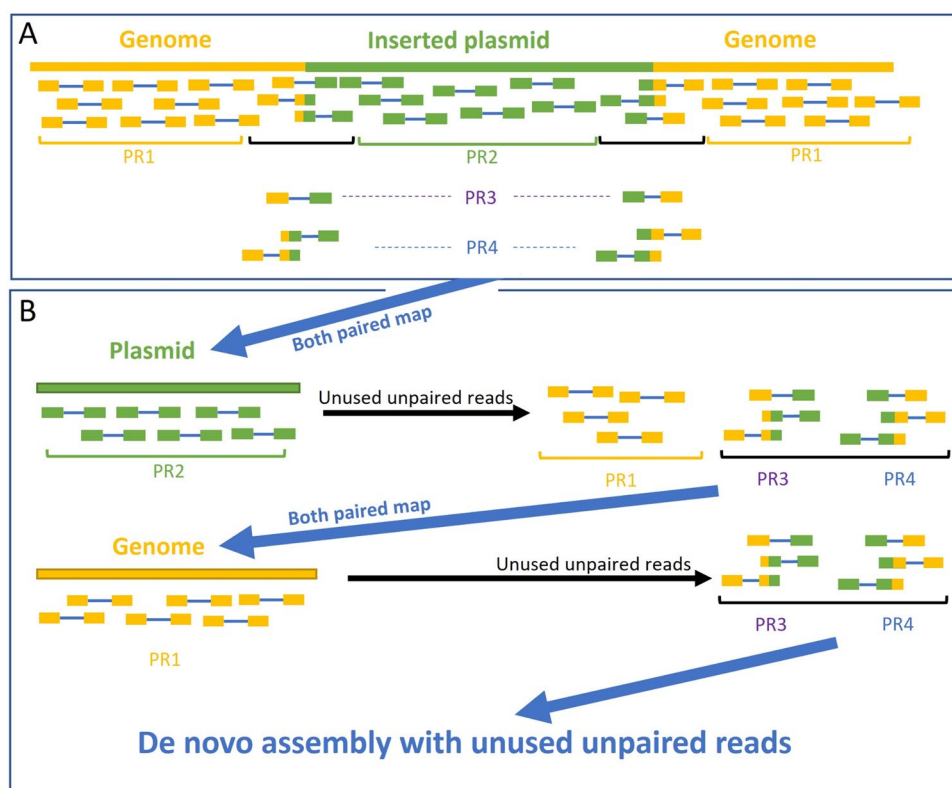 A
Genome Inserted plasmid Genome
PR1 PR2 PR1
PR3
PR4
B
Both paired map
Plasmid
Unused unpaired reads
PR2 PR1 PR3 PR4
Both paired map
Genome
Unused unpaired reads
PR1 PR3 PR4
De novo assembly with unused unpaired reads